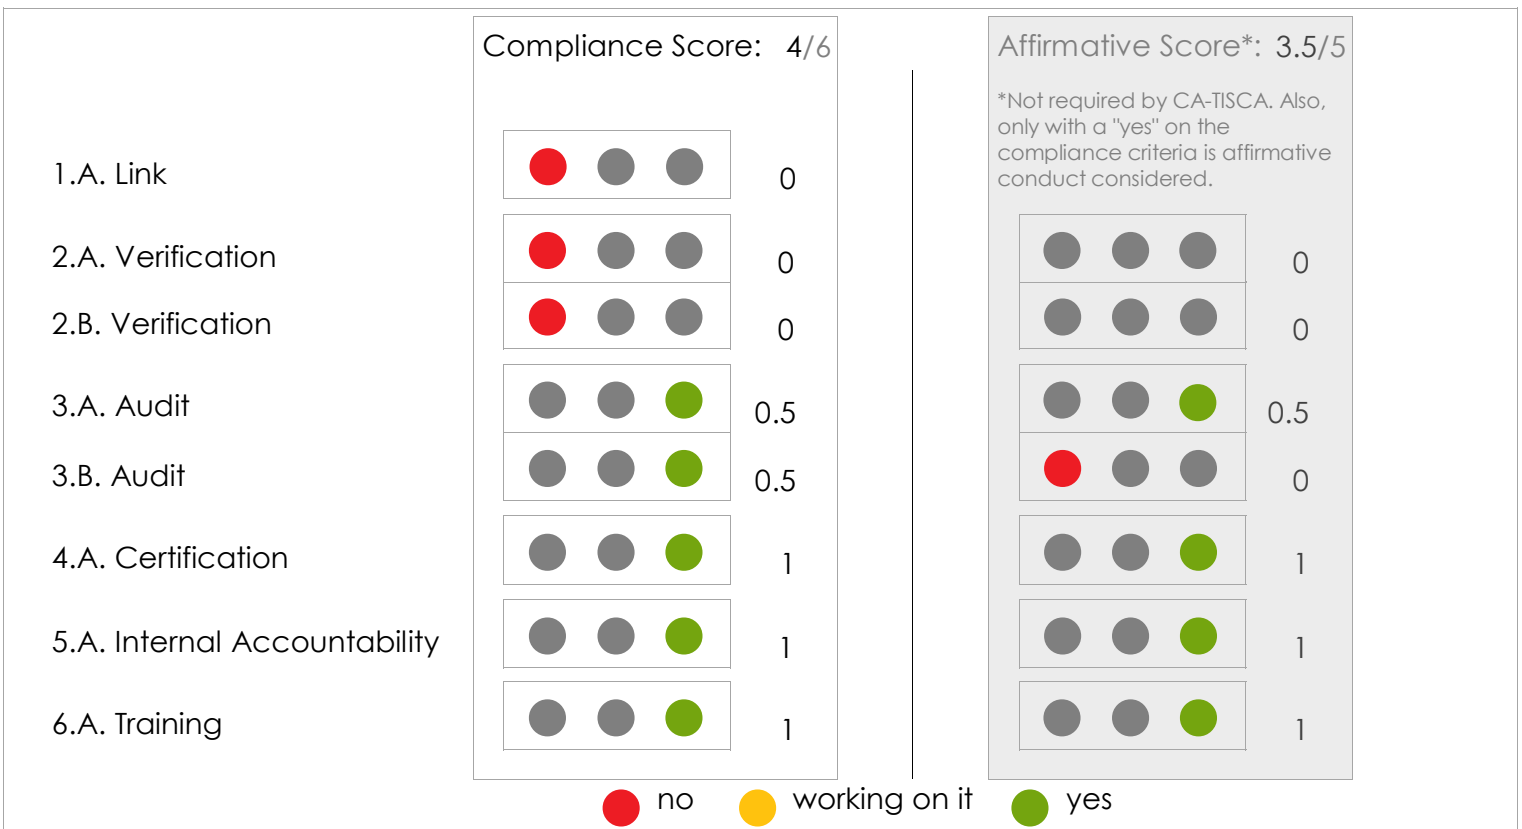 Compliance Score: 4/6
Affirmative Score*: 3.5/5
*Not required by CA-TISCA. Also,
only with a "yes" on the
compliance criteria is affirmative
conduct considered.
1.A. Link 0
2.A. Verification 0 0
2.B. Verification 0 0
3.A. Audit 0.5 0.5
3.B. Audit 0.5 0
4.A. Certification 1 1
5.A. Internal Accountability 1 1
6.A. Training 1 1
no working on it yes